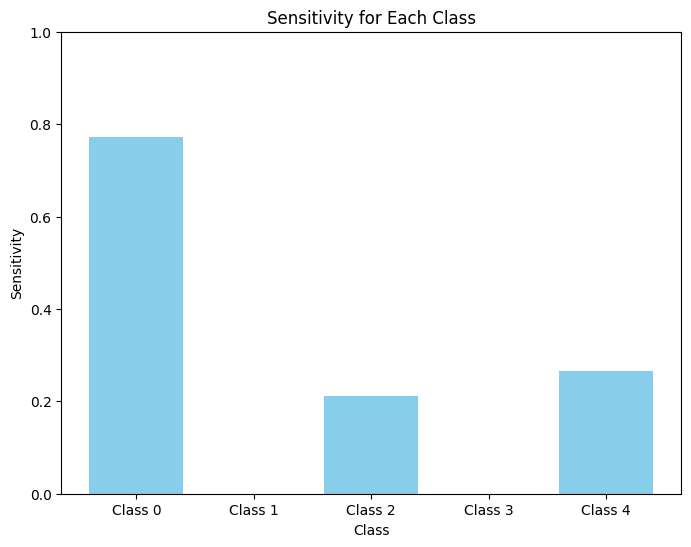 Sensitivity for Each Class
1.0
0.8
0.6
0.4
0.2
0.0
Sensitivity
Class 0
Class 1
Class 2
Class 3
Class 4
Class